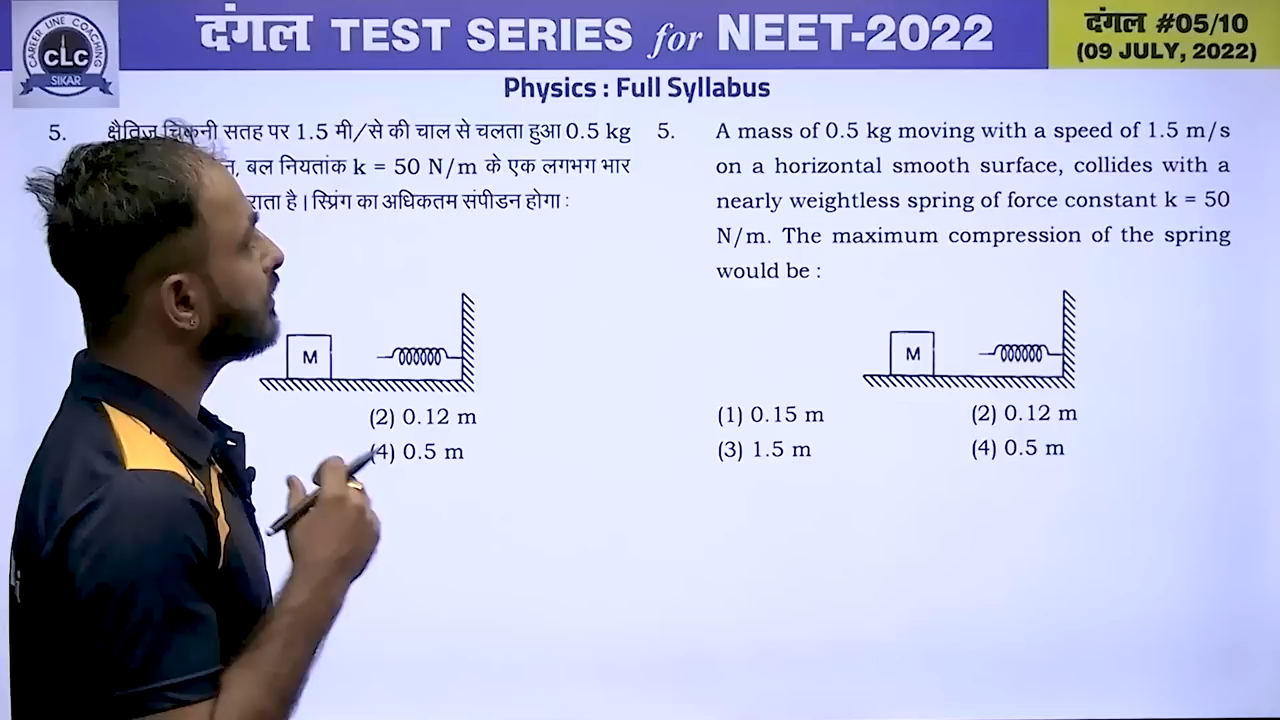 दंगल TEST SERIES for NEET-2022
दंगल #05/10
(09 JULY, 2022)
CAREER LINE COACHING
CLC
SIKAR
Physics : Full Syllabus
5. क्षैतिज चिकनी सतह पर 1.5 मी/से की चाल से चलता हुआ 0.5 kg
बल नियतांक k = 50 N/m के एक लगभग भार
है। स्प्रिंग का अधिकतम संपीडन होगा :
M
(2) 0.12 m
(4) 0.5 m
5. A mass of 0.5 kg moving with a speed of 1.5 m/s
on a horizontal smooth surface, collides with a
nearly weightless spring of force constant k = 50
N/m. The maximum compression of the spring
would be :
M
(1) 0.15 m (2) 0.12 m
(3) 1.5 m (4) 0.5 m